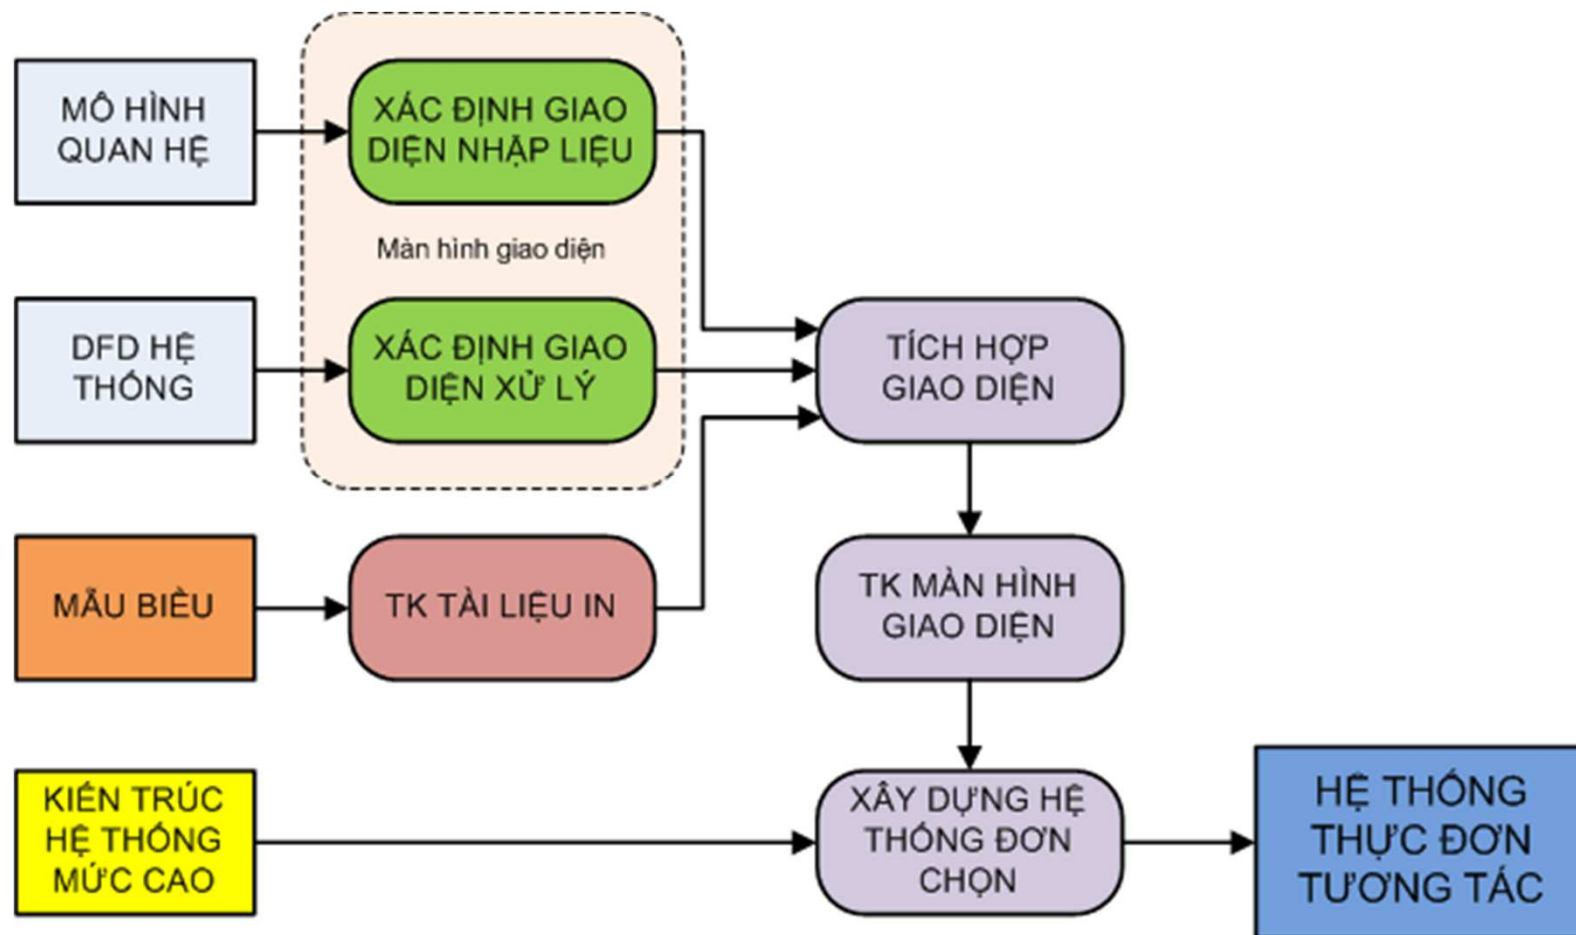 MÔ HÌNH
QUAN HỆ
XÁC ĐỊNH GIAO
DIỆN NHẬP LIỆU
Màn hình giao diện
DFD HỆ
THỐNG
XÁC ĐỊNH GIAO
DIỆN XỬ LÝ
TÍCH HỢP
GIAO DIỆN
MẪU BIỂU
TK TÀI LIỆU IN
TK MÀN HÌNH
GIAO DIỆN
KIẾN TRÚC
HỆ THỐNG
MỨC CAO
XÂY DỰNG HỆ
THỐNG ĐƠN
CHỌN
HỆ THỐNG
THỰC ĐƠN
TƯƠNG TÁC